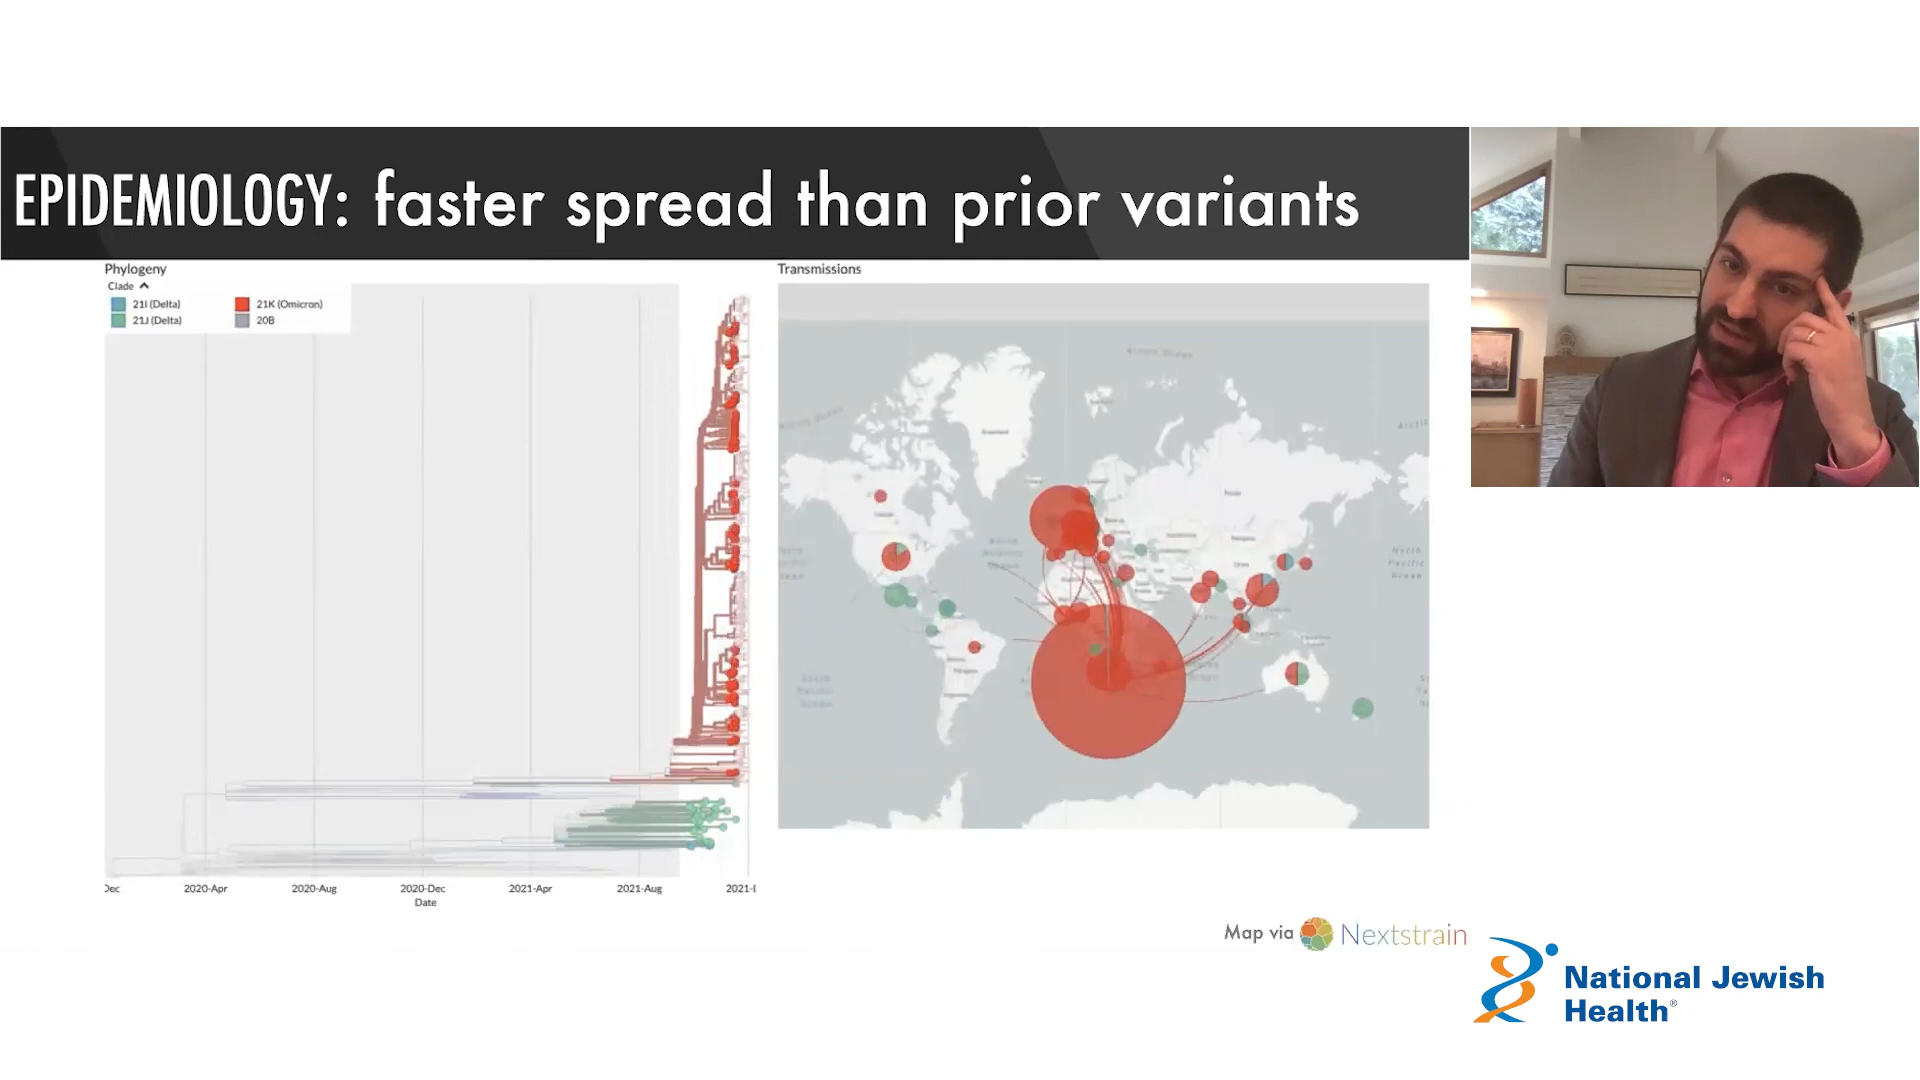 EPIDEMIOLOGY: faster spread than prior variants
Phylogeny
Clade
21I (Delta)
21K (Omicron)
21J (Delta)
20B
Dec
2020-Apr
2020-Aug
2020-Dec
2021-Apr
2021-Aug
2021-
Date
Transmissions
Greenland
Map via Nextstrain
National Jewish
Health®